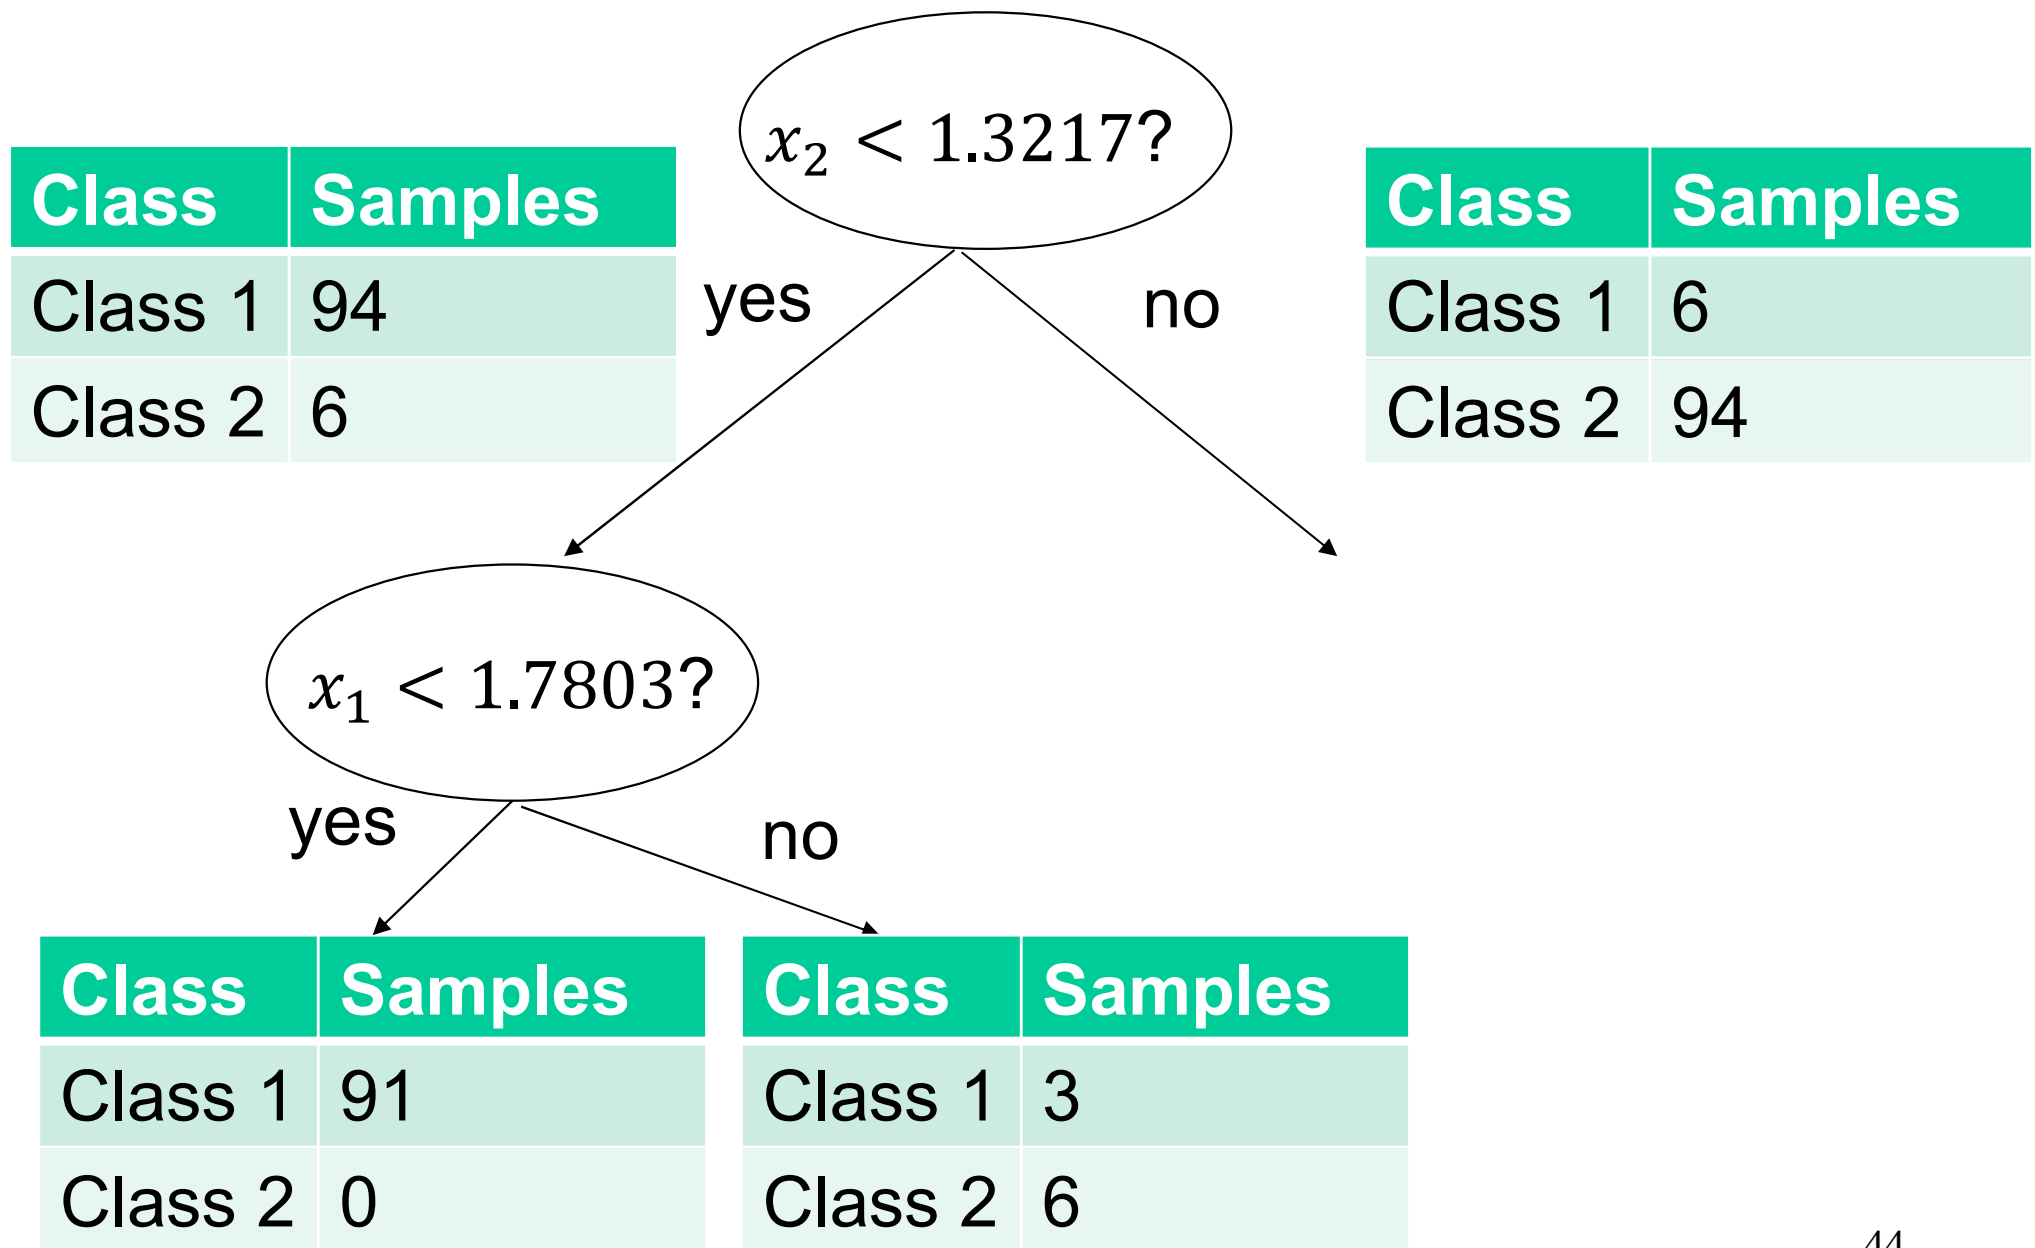 x₂ < 1.3217?
Class Samples
Class 1 94
Class 2 6
yes
no
Class Samples
Class 1 6
Class 2 94
x₁ < 1.7803?
yes
no
Class Samples
Class 1 91
Class 2 0
Class Samples
Class 1 3
Class 2 6
44